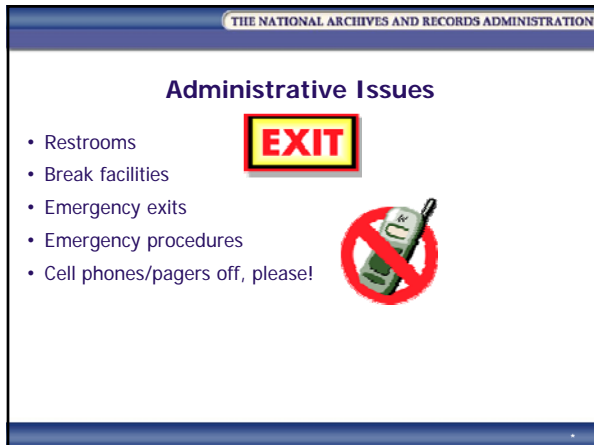 THE NATIONAL ARCHIVES AND RECORDS ADMINISTRATION
Administrative Issues
• Restrooms
EXIT
• Break facilities
• Emergency exits
• Emergency procedures
• Cell phones/pagers off, please!